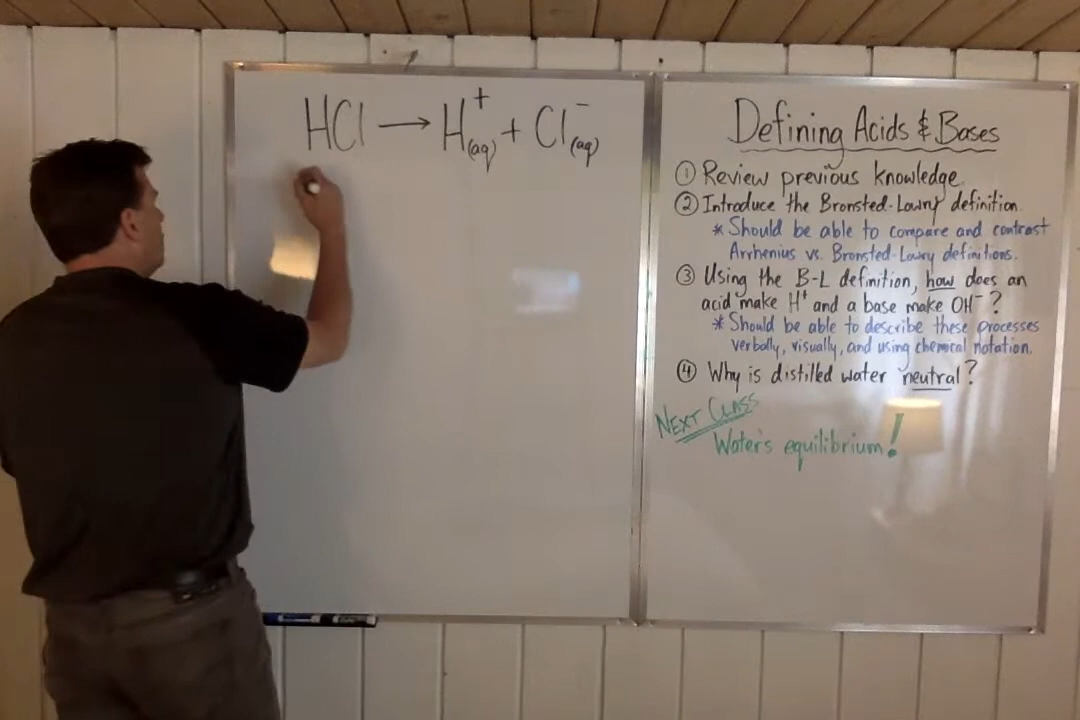 HCl → H⁺(aq) + Cl⁻(aq)
Defining Acids & Bases
① Review previous knowledge
② Introduce the Bronsted-Lowry definition.
* Should be able to compare and contrast
Arrhenius vs. Bronsted-Lowry definitions.
③ Using the B-L definition, how does an
acid make H⁺ and a base make OH⁻?
* Should be able to describe these processes
verbally, visually, and using chemical notation.
④ Why is distilled water neutral?
NEXT CLASS
Water's equilibrium!